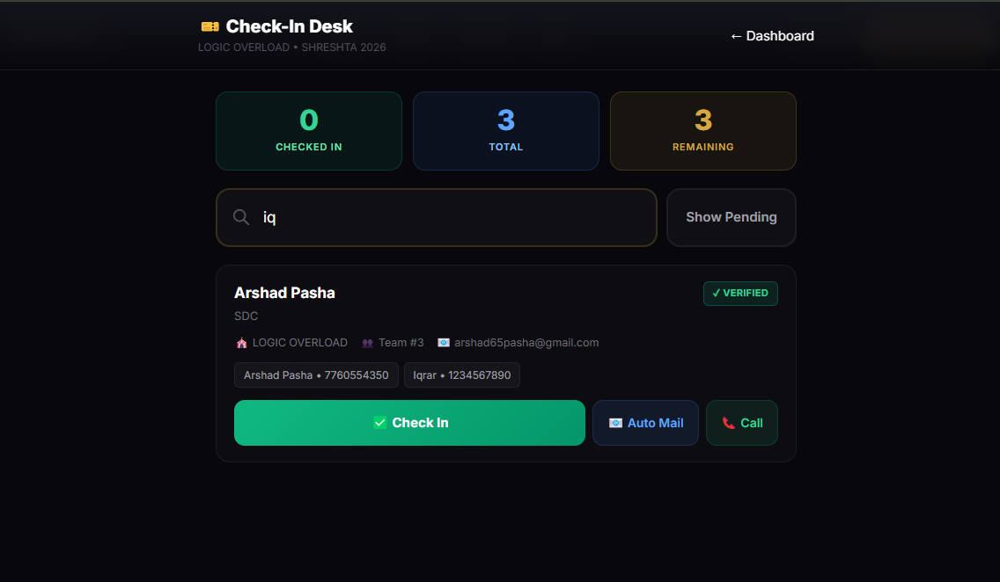 🎫 Check-In Desk
LOGIC OVERLOAD • SHRESHTA 2026
← Dashboard
0
CHECKED IN
3
TOTAL
3
REMAINING
iq
Show Pending
Arshad Pasha
✓ VERIFIED
SDC
🎪 LOGIC OVERLOAD 👥 Team #3 📧 arshad65pasha@gmail.com
Arshad Pasha • 7760554350 Iqrar • 1234567890
✅ Check In
📧 Auto Mail
📞 Call